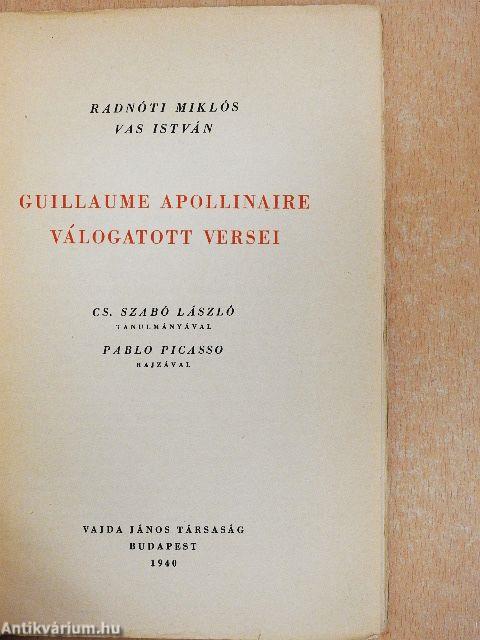 RADNÓTI MIKLÓS
VAS ISTVÁN
GUILLAUME APOLLINAIRE
VÁLOGATOTT VERSEI
CS. SZABÓ LÁSZLÓ
TANULMÁNYÁVAL
PABLO PICASSO
RAJZÁVAL
VAJDA JÁNOS TÁRSASÁG
BUDAPEST
1940
Antikvárium.hu